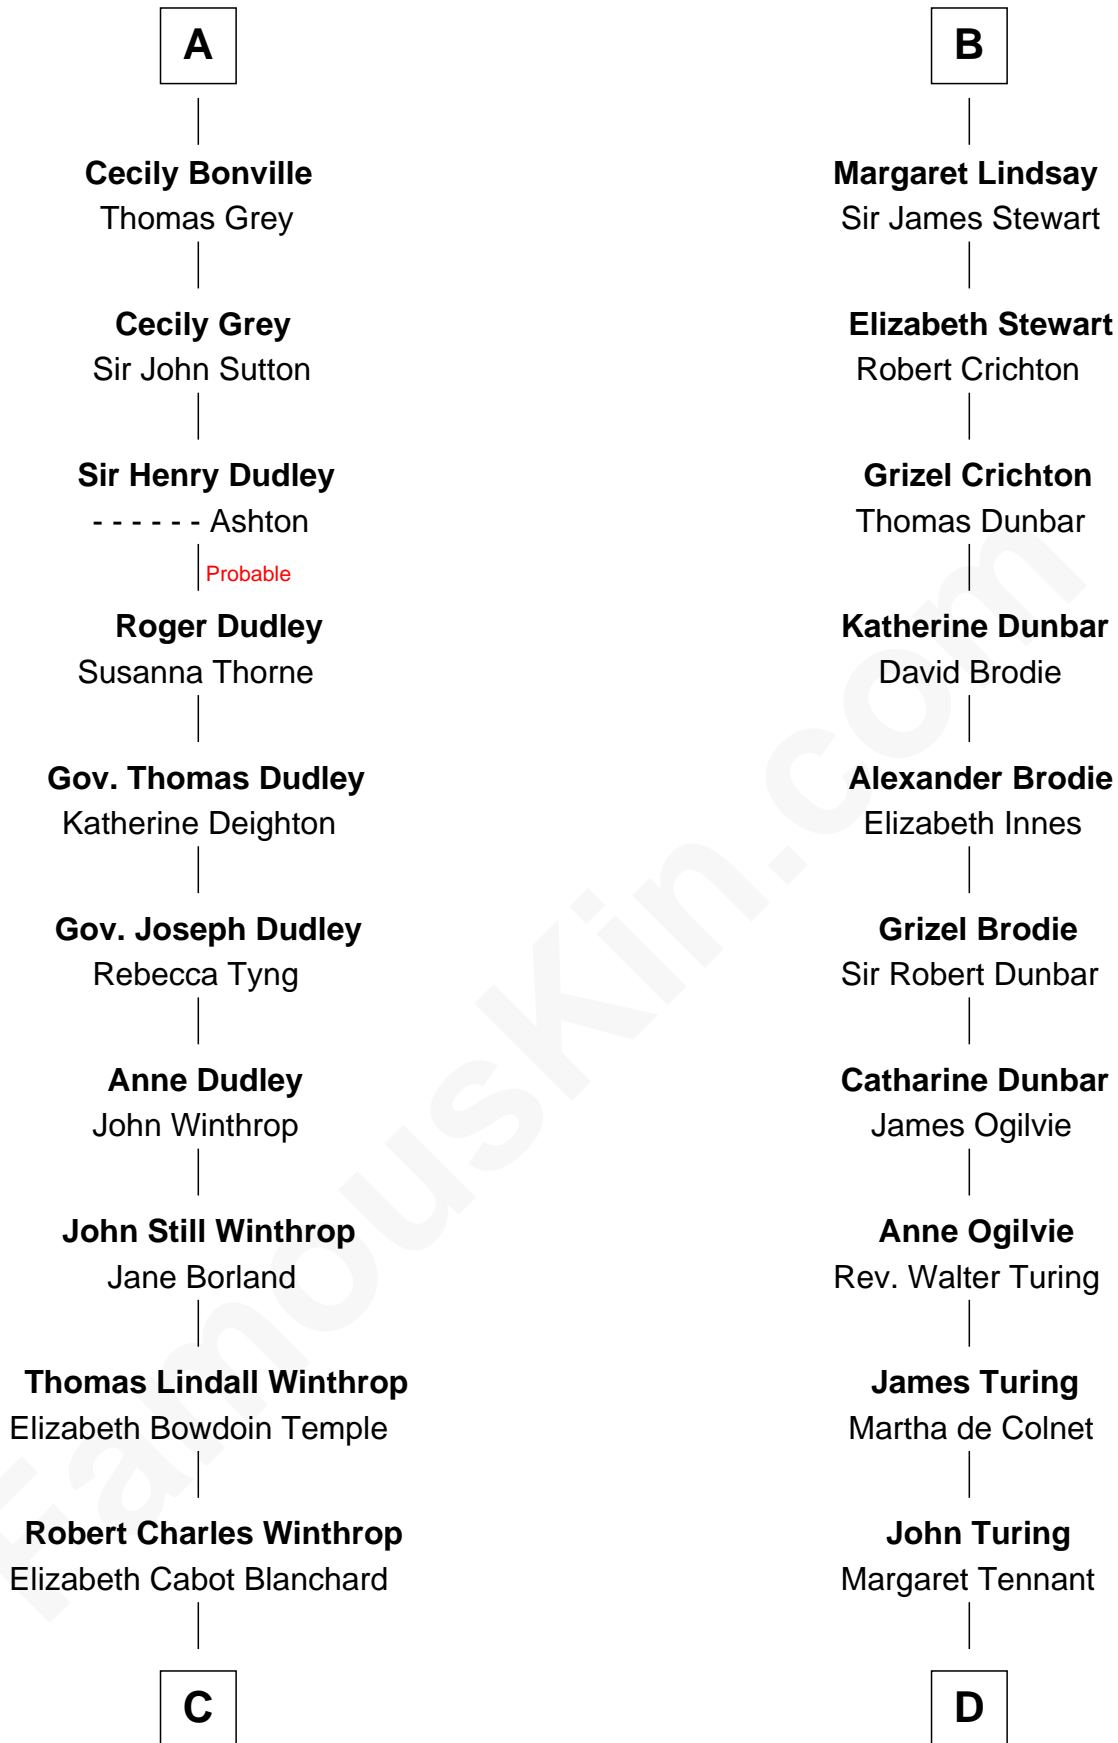 A
Cecily Bonville
Thomas Grey
Cecily Grey
Sir John Sutton
Sir Henry Dudley
- - - - - - Ashton
Probable
Roger Dudley
Susanna Thorne
Gov. Thomas Dudley
Katherine Deighton
Gov. Joseph Dudley
Rebecca Tyng
Anne Dudley
John Winthrop
John Still Winthrop
Jane Borland
Thomas Lindall Winthrop
Elizabeth Bowdoin Temple
Robert Charles Winthrop
Elizabeth Cabot Blanchard
C
B
Margaret Lindsay
Sir James Stewart
Elizabeth Stewart
Robert Crichton
Grizel Crichton
Thomas Dunbar
Katherine Dunbar
David Brodie
Alexander Brodie
Elizabeth Innes
Grizel Brodie
Sir Robert Dunbar
Catharine Dunbar
James Ogilvie
Anne Ogilvie
Rev. Walter Turing
James Turing
Martha de Colnet
John Turing
Margaret Tennant
D
FamousKin.com